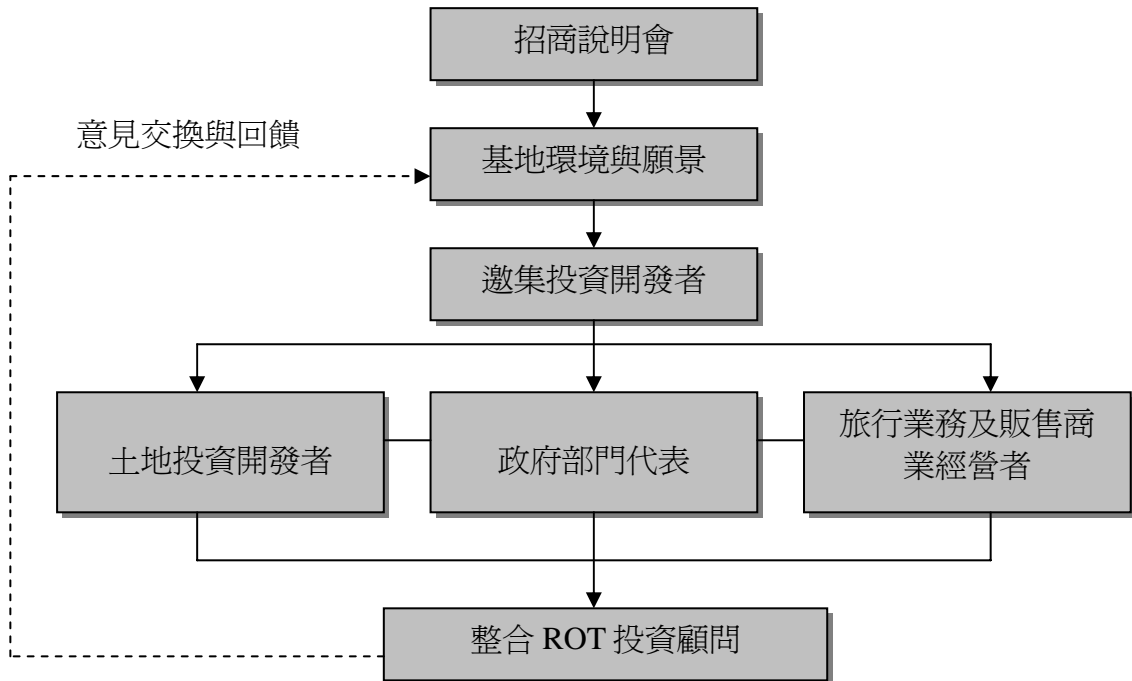 招商說明會
意見交換與回饋
基地環境與願景
邀集投資開發者
土地投資開發者
政府部門代表
旅行業務及販售商
業經營者
整合 ROT 投資顧問